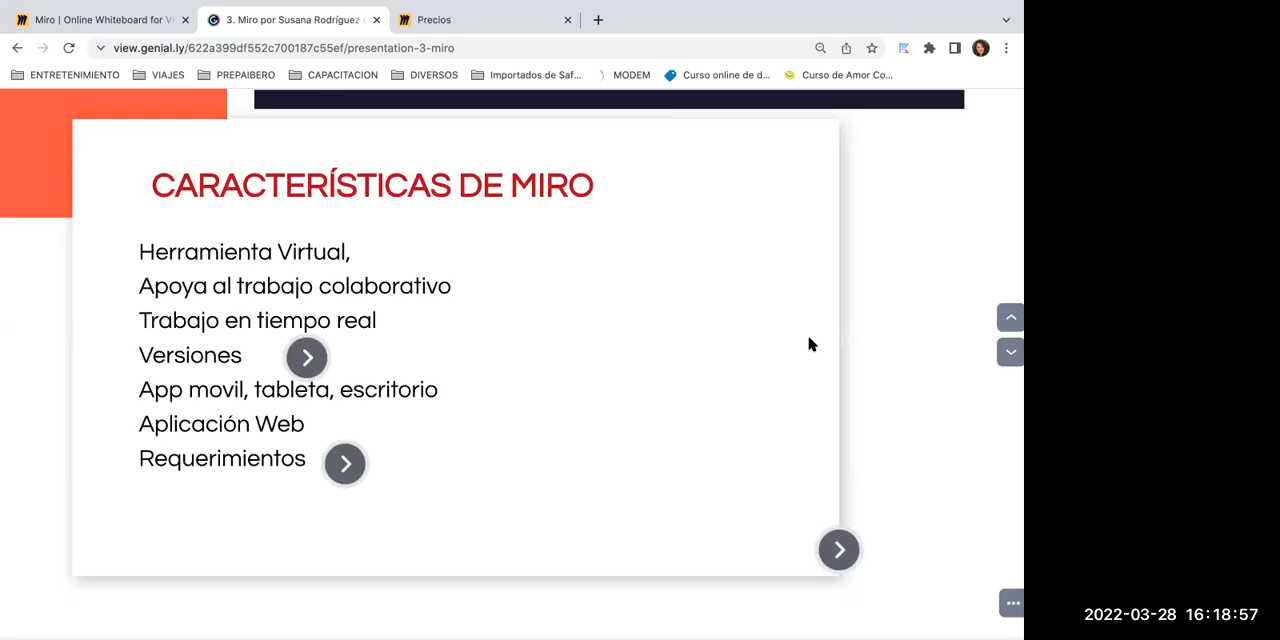 Miro | Online Whiteboard for Vi
3. Miro por Susana Rodríguez
Precios
view.genial.ly/622a399df552c700187c55ef/presentation-3-miro
ENTRETENIMIENTO
VIAJES
PREPAIBERO
CAPACITACION
DIVERSOS
Importados de Saf...
MODEM
Curso online de d...
Curso de Amor Co...
CARACTERÍSTICAS DE MIRO
Herramienta Virtual,
Apoya al trabajo colaborativo
Trabajo en tiempo real
Versiones
App movil, tableta, escritorio
Aplicación Web
Requerimientos
2022-03-28 16:18:57